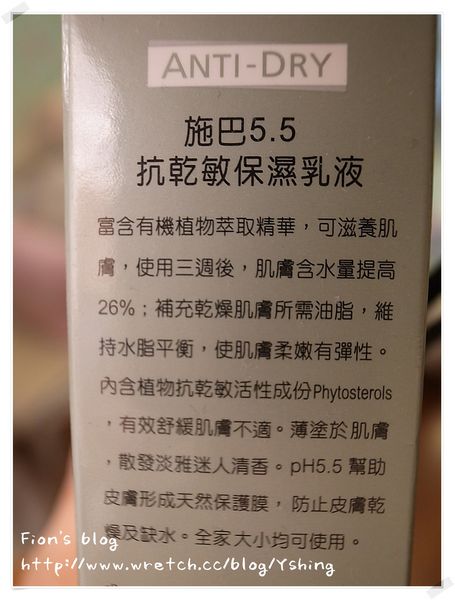 ANTI-DRY
施巴5.5
抗乾敏保濕乳液
富含有機植物萃取精華，可滋養肌
膚，使用三週後，肌膚含水量提高
26%；補充乾燥肌膚所需油脂，維
持水脂平衡，使肌膚柔嫩有彈性。
內含植物抗乾敏活性成份Phytosterols
，有效舒緩肌膚不適。薄塗於肌膚
，散發淡雅迷人清香。pH5.5 幫助
皮膚形成天然保護膜，防止皮膚乾
燥及缺水。全家大小均可使用。
Fion's blog
http://www.wretch.cc/blog/Yshing